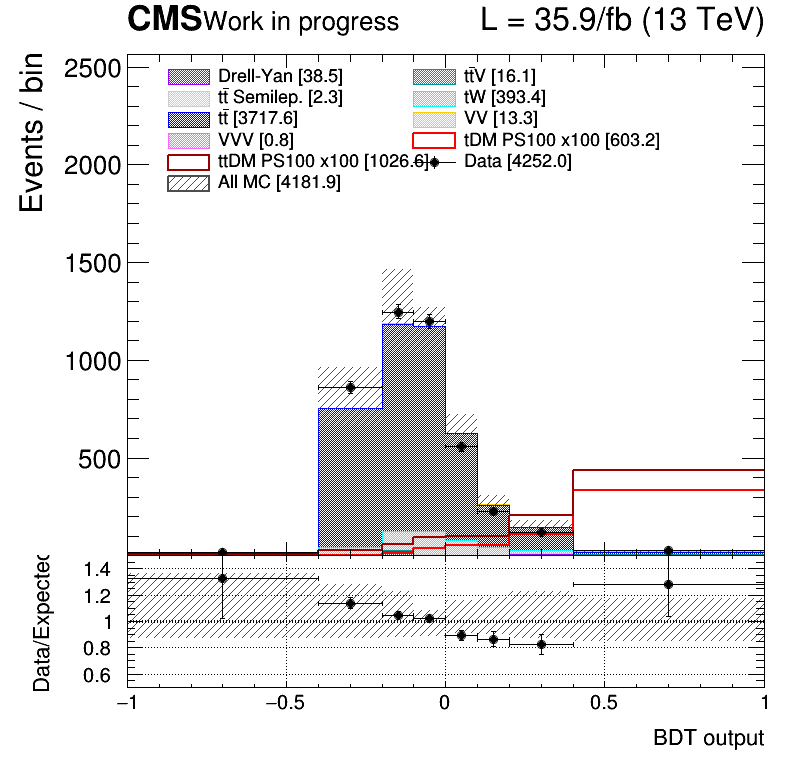 CMS Work in progress L = 35.9/fb (13 TeV)
Events / bin
2500
2000
1500
1000
500
Drell-Yan [38.5] tt̄V [16.1]
tt̄ Semilep. [2.3] tW [393.4]
tt̄ [3717.6] VV [13.3]
VVV [0.8] tDM PS100 x100 [603.2]
ttDM PS100 x100 [1026.6] Data [4252.0]
All MC [4181.9]
Data/Expected
1.4
1.2
1
0.8
0.6
−1 −0.5 0 0.5 1
BDT output